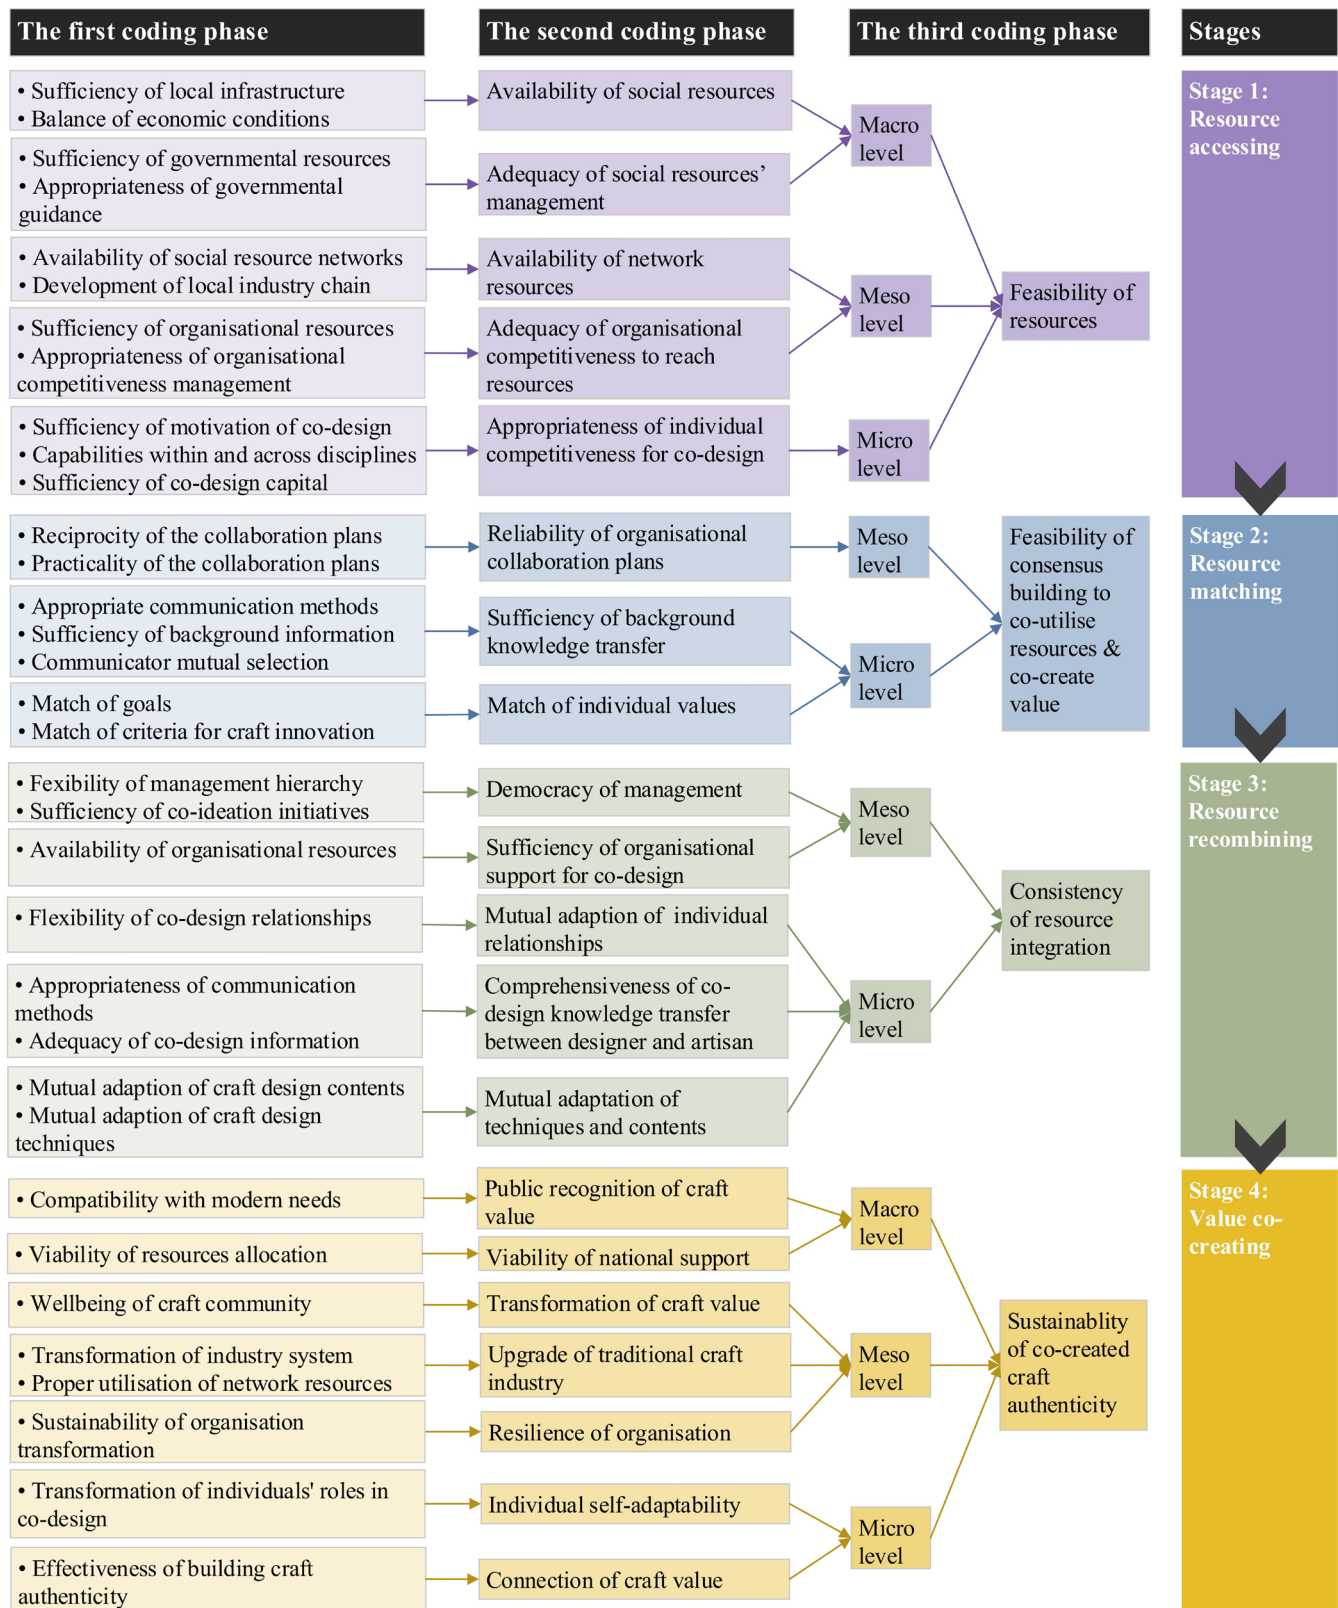 The first coding phase
The second coding phase
The third coding phase
Stages
• Sufficiency of local infrastructure
• Balance of economic conditions
Availability of social resources
• Sufficiency of governmental resources
• Appropriateness of governmental
guidance
Adequacy of social resources’
management
Macro
level
• Availability of social resource networks
• Development of local industry chain
Availability of network
resources
• Sufficiency of organisational resources
• Appropriateness of organisational
competitiveness management
Adequacy of organisational
competitiveness to reach
resources
Meso
level
• Sufficiency of motivation of co-design
• Capabilities within and across disciplines
• Sufficiency of co-design capital
Appropriateness of individual
competitiveness for co-design
Micro
level
Feasibility of
resources
Stage 1:
Resource
accessing
• Reciprocity of the collaboration plans
• Practicality of the collaboration plans
Reliability of organisational
collaboration plans
Meso
level
• Appropriate communication methods
• Sufficiency of background information
• Communicator mutual selection
Sufficiency of background
knowledge transfer
• Match of goals
• Match of criteria for craft innovation
Match of individual values
Micro
level
Feasibility of
consensus
building to
co-utilise
resources &
co-create
value
Stage 2:
Resource
matching
• Fexibility of management hierarchy
• Sufficiency of co-ideation initiatives
Democracy of management
• Availability of organisational resources
Sufficiency of organisational
support for co-design
Meso
level
• Flexibility of co-design relationships
Mutual adaption of individual
relationships
• Appropriateness of communication
methods
• Adequacy of co-design information
Comprehensiveness of co-
design knowledge transfer
between designer and artisan
• Mutual adaption of craft design contents
• Mutual adaption of craft design
techniques
Mutual adaptation of
techniques and contents
Micro
level
Consistency
of resource
integration
Stage 3:
Resource
recombining
• Compatibility with modern needs
Public recognition of craft
value
• Viability of resources allocation
Viability of national support
Macro
level
• Wellbeing of craft community
Transformation of craft value
• Transformation of industry system
• Proper utilisation of network resources
Upgrade of traditional craft
industry
• Sustainability of organisation
transformation
Resilience of organisation
Meso
level
• Transformation of individuals' roles in
co-design
Individual self-adaptability
• Effectiveness of building craft
authenticity
Connection of craft value
Micro
level
Sustainablity
of co-created
craft
authenticity
Stage 4:
Value co-
creating